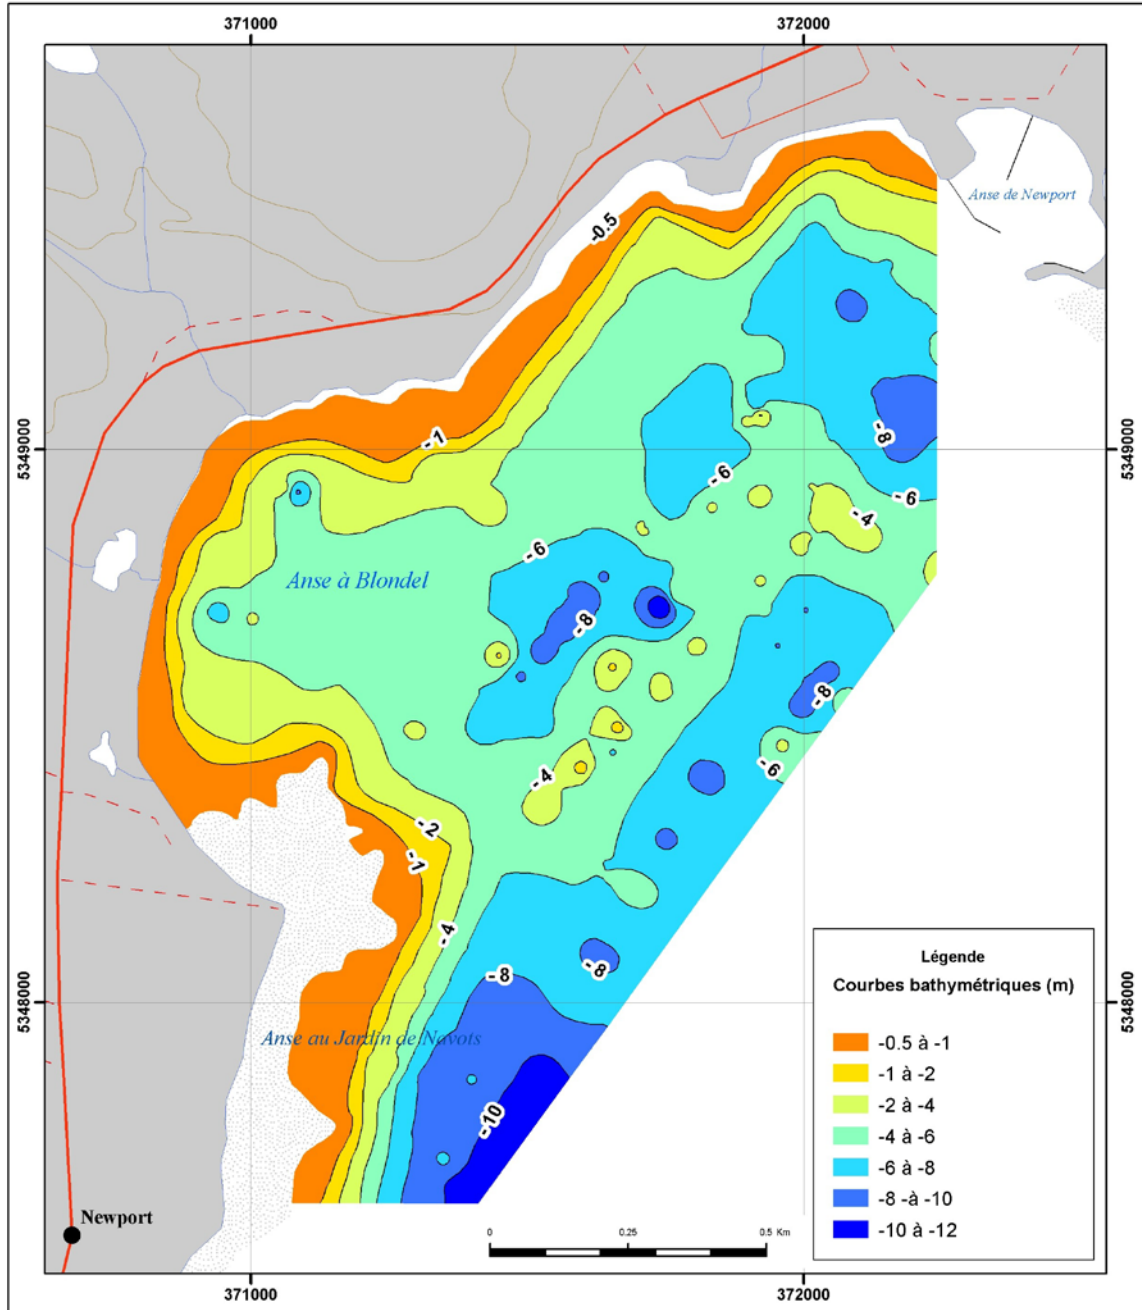 371000
372000
Anse de Newport
-0.5
5349000
5349000
- 1
- 8
- 6
- 6
- 4
- 6
Anse à Blondel
- 8
- 8
- 6
- 4
- 2
- 1
- 4
- 8
- 8
5348000
5348000
Anse au Jardin de Navots
-10
Légende
Courbes bathymétriques (m)
-0.5 à -1
-1 à -2
-2 à -4
-4 à -6
-6 à -8
-8 -à -10
-10 à -12
Newport
0 0.25 0.5 Km
371000
372000